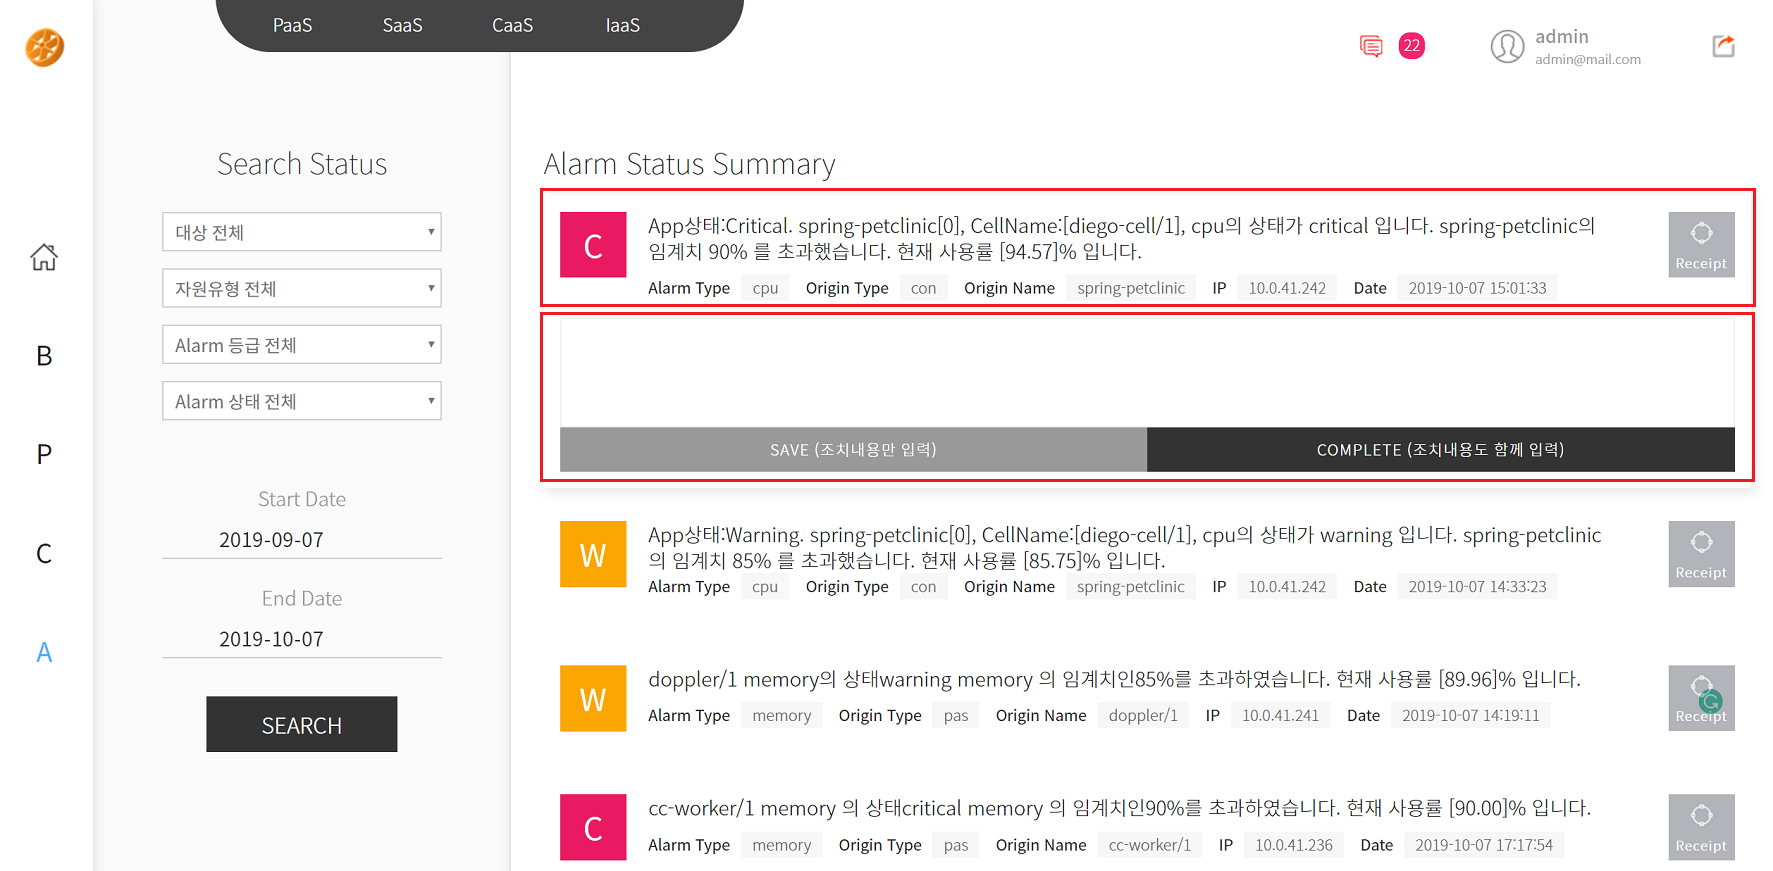 PaaS SaaS CaaS IaaS
22
admin
admin@mail.com
B
P
C
A
Search Status
대상 전체
자원유형 전체
Alarm 등급 전체
Alarm 상태 전체
Start Date
2019-09-07
End Date
2019-10-07
SEARCH
Alarm Status Summary
C
App상태:Critical. spring-petclinic[0], CellName:[diego-cell/1], cpu의 상태가 critical 입니다. spring-petclinic의
임계치 90% 를 초과했습니다. 현재 사용률 [94.57]% 입니다.
Alarm Type cpu Origin Type con Origin Name spring-petclinic IP 10.0.41.242 Date 2019-10-07 15:01:33
Receipt
SAVE (조치내용만 입력)
COMPLETE (조치내용도 함께 입력)
W
App상태:Warning. spring-petclinic[0], CellName:[diego-cell/1], cpu의 상태가 warning 입니다. spring-petclinic
의 임계치 85% 를 초과했습니다. 현재 사용률 [85.75]% 입니다.
Alarm Type cpu Origin Type con Origin Name spring-petclinic IP 10.0.41.242 Date 2019-10-07 14:33:23
Receipt
W
doppler/1 memory의 상태warning memory 의 임계치인85%를 초과하였습니다. 현재 사용률 [89.96]% 입니다.
Alarm Type memory Origin Type pas Origin Name doppler/1 IP 10.0.41.241 Date 2019-10-07 14:19:11
Receipt
C
cc-worker/1 memory 의 상태critical memory 의 임계치인90%를 초과하였습니다. 현재 사용률 [90.00]% 입니다.
Alarm Type memory Origin Type pas Origin Name cc-worker/1 IP 10.0.41.236 Date 2019-10-07 17:17:54
Receipt